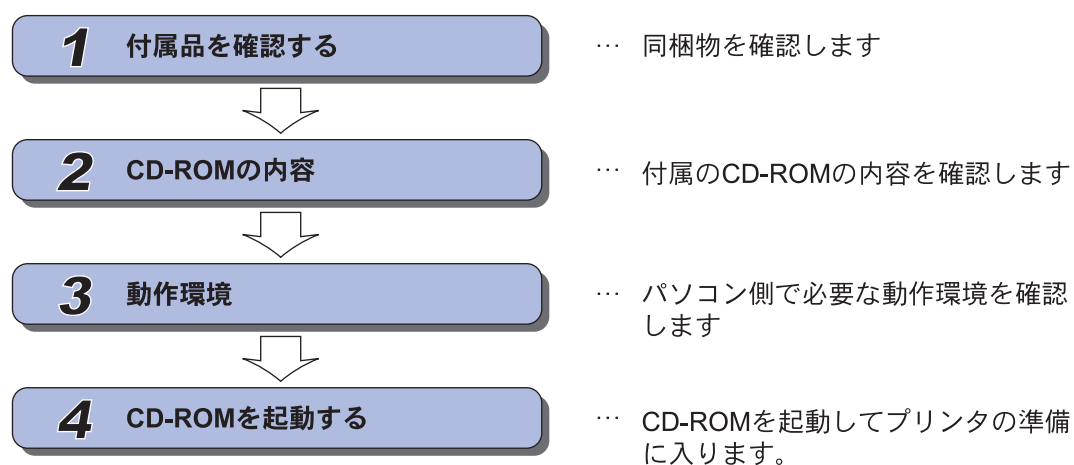 1 付属品を確認する … 同梱物を確認します
2 CD-ROMの内容 … 付属のCD-ROMの内容を確認します
3 動作環境 … パソコン側で必要な動作環境を確認
します
4 CD-ROMを起動する … CD-ROMを起動してプリンタの準備
に入ります。